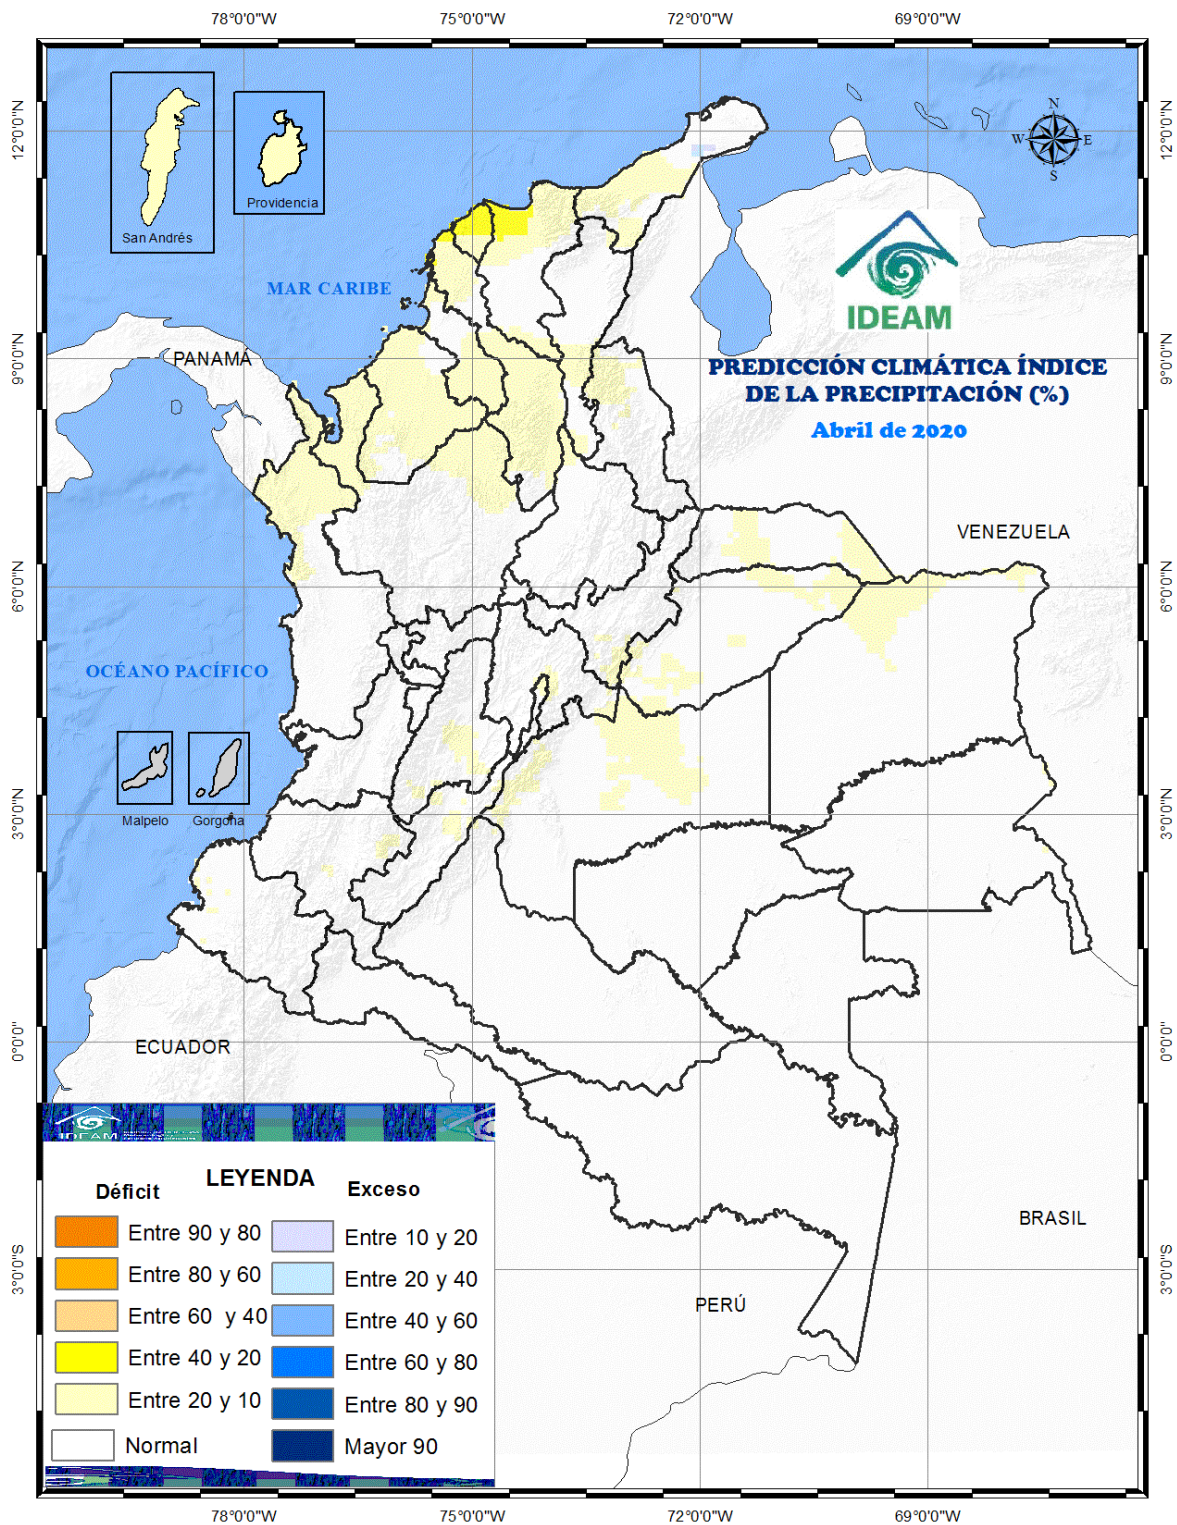 78°0'0"W
75°0'0"W
72°0'0"W
69°0'0"W
12°0'0"N
9°0'0"N
6°0'0"N
3°0'0"N
0°0'0"
3°0'0"S
12°0'0"N
9°0'0"N
6°0'0"N
3°0'0"N
0°0'0"
3°0'0"S
N
W
E
S
San Andrés
Providencia
MAR CARIBE
IDEAM
PANAMÁ
PREDICCIÓN CLIMÁTICA ÍNDICE
DE LA PRECIPITACIÓN (%)
Abril de 2020
VENEZUELA
OCÉANO PACÍFICO
Malpelo
Gorgona
ECUADOR
BRASIL
PERÚ
IDEAM
LEYENDA
Déficit
Entre 90 y 80
Entre 80 y 60
Entre 60 y 40
Entre 40 y 20
Entre 20 y 10
Normal
Exceso
Entre 10 y 20
Entre 20 y 40
Entre 40 y 60
Entre 60 y 80
Entre 80 y 90
Mayor 90
78°0'0"W
75°0'0"W
72°0'0"W
69°0'0"W